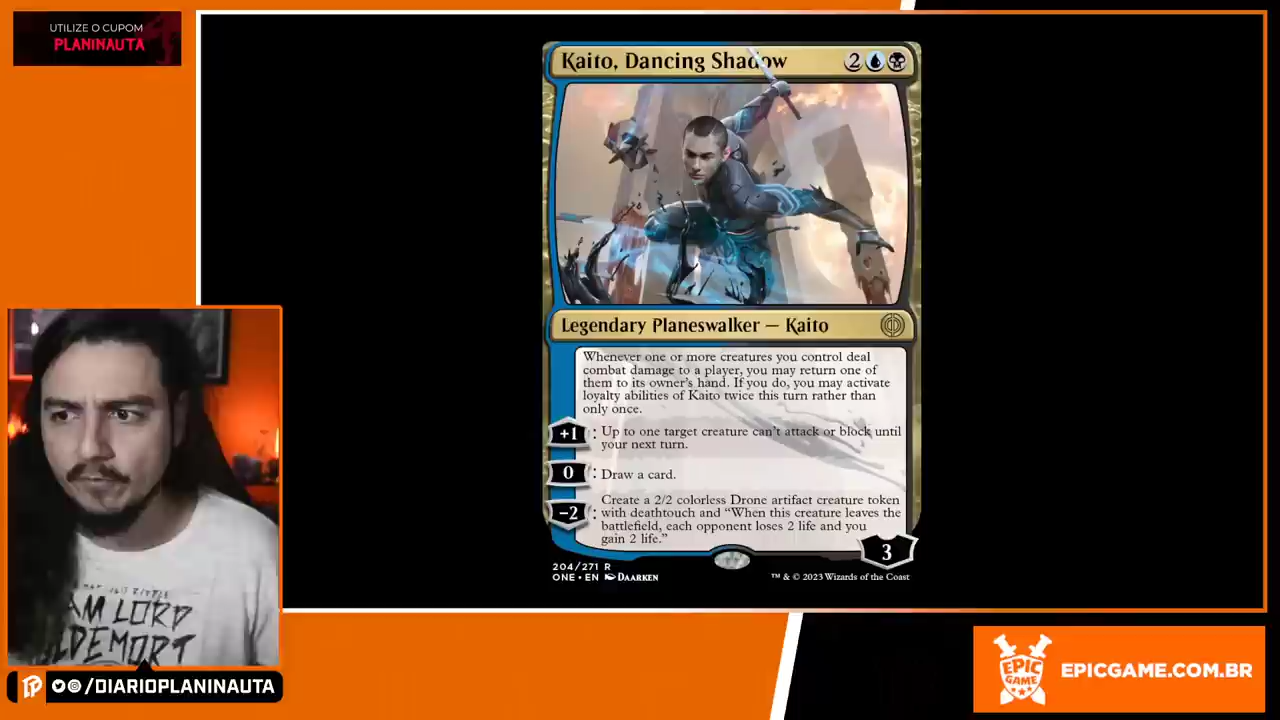 UTILIZE O CUPOM
PLANINAUTA
Kaito, Dancing Shadow
2
Legendary Planeswalker — Kaito
Whenever one or more creatures you control deal
combat damage to a player, you may return one of
them to its owner's hand. If you do, you may activate
loyalty abilities of Kaito twice this turn rather than
only once.
+1 : Up to one target creature can't attack or block until
your next turn.
0 : Draw a card.
−2 : Create a 2/2 colorless Drone artifact creature token
with deathtouch and “When this creature leaves the
battlefield, each opponent loses 2 life and you
gain 2 life.”
3
204/271 R
ONE • EN DAARKEN
™ & © 2023 Wizards of the Coast
AM LORD
LDEMORT
/DIARIOPLANINAUTA
EPIC
GAME
EPICGAME.COM.BR